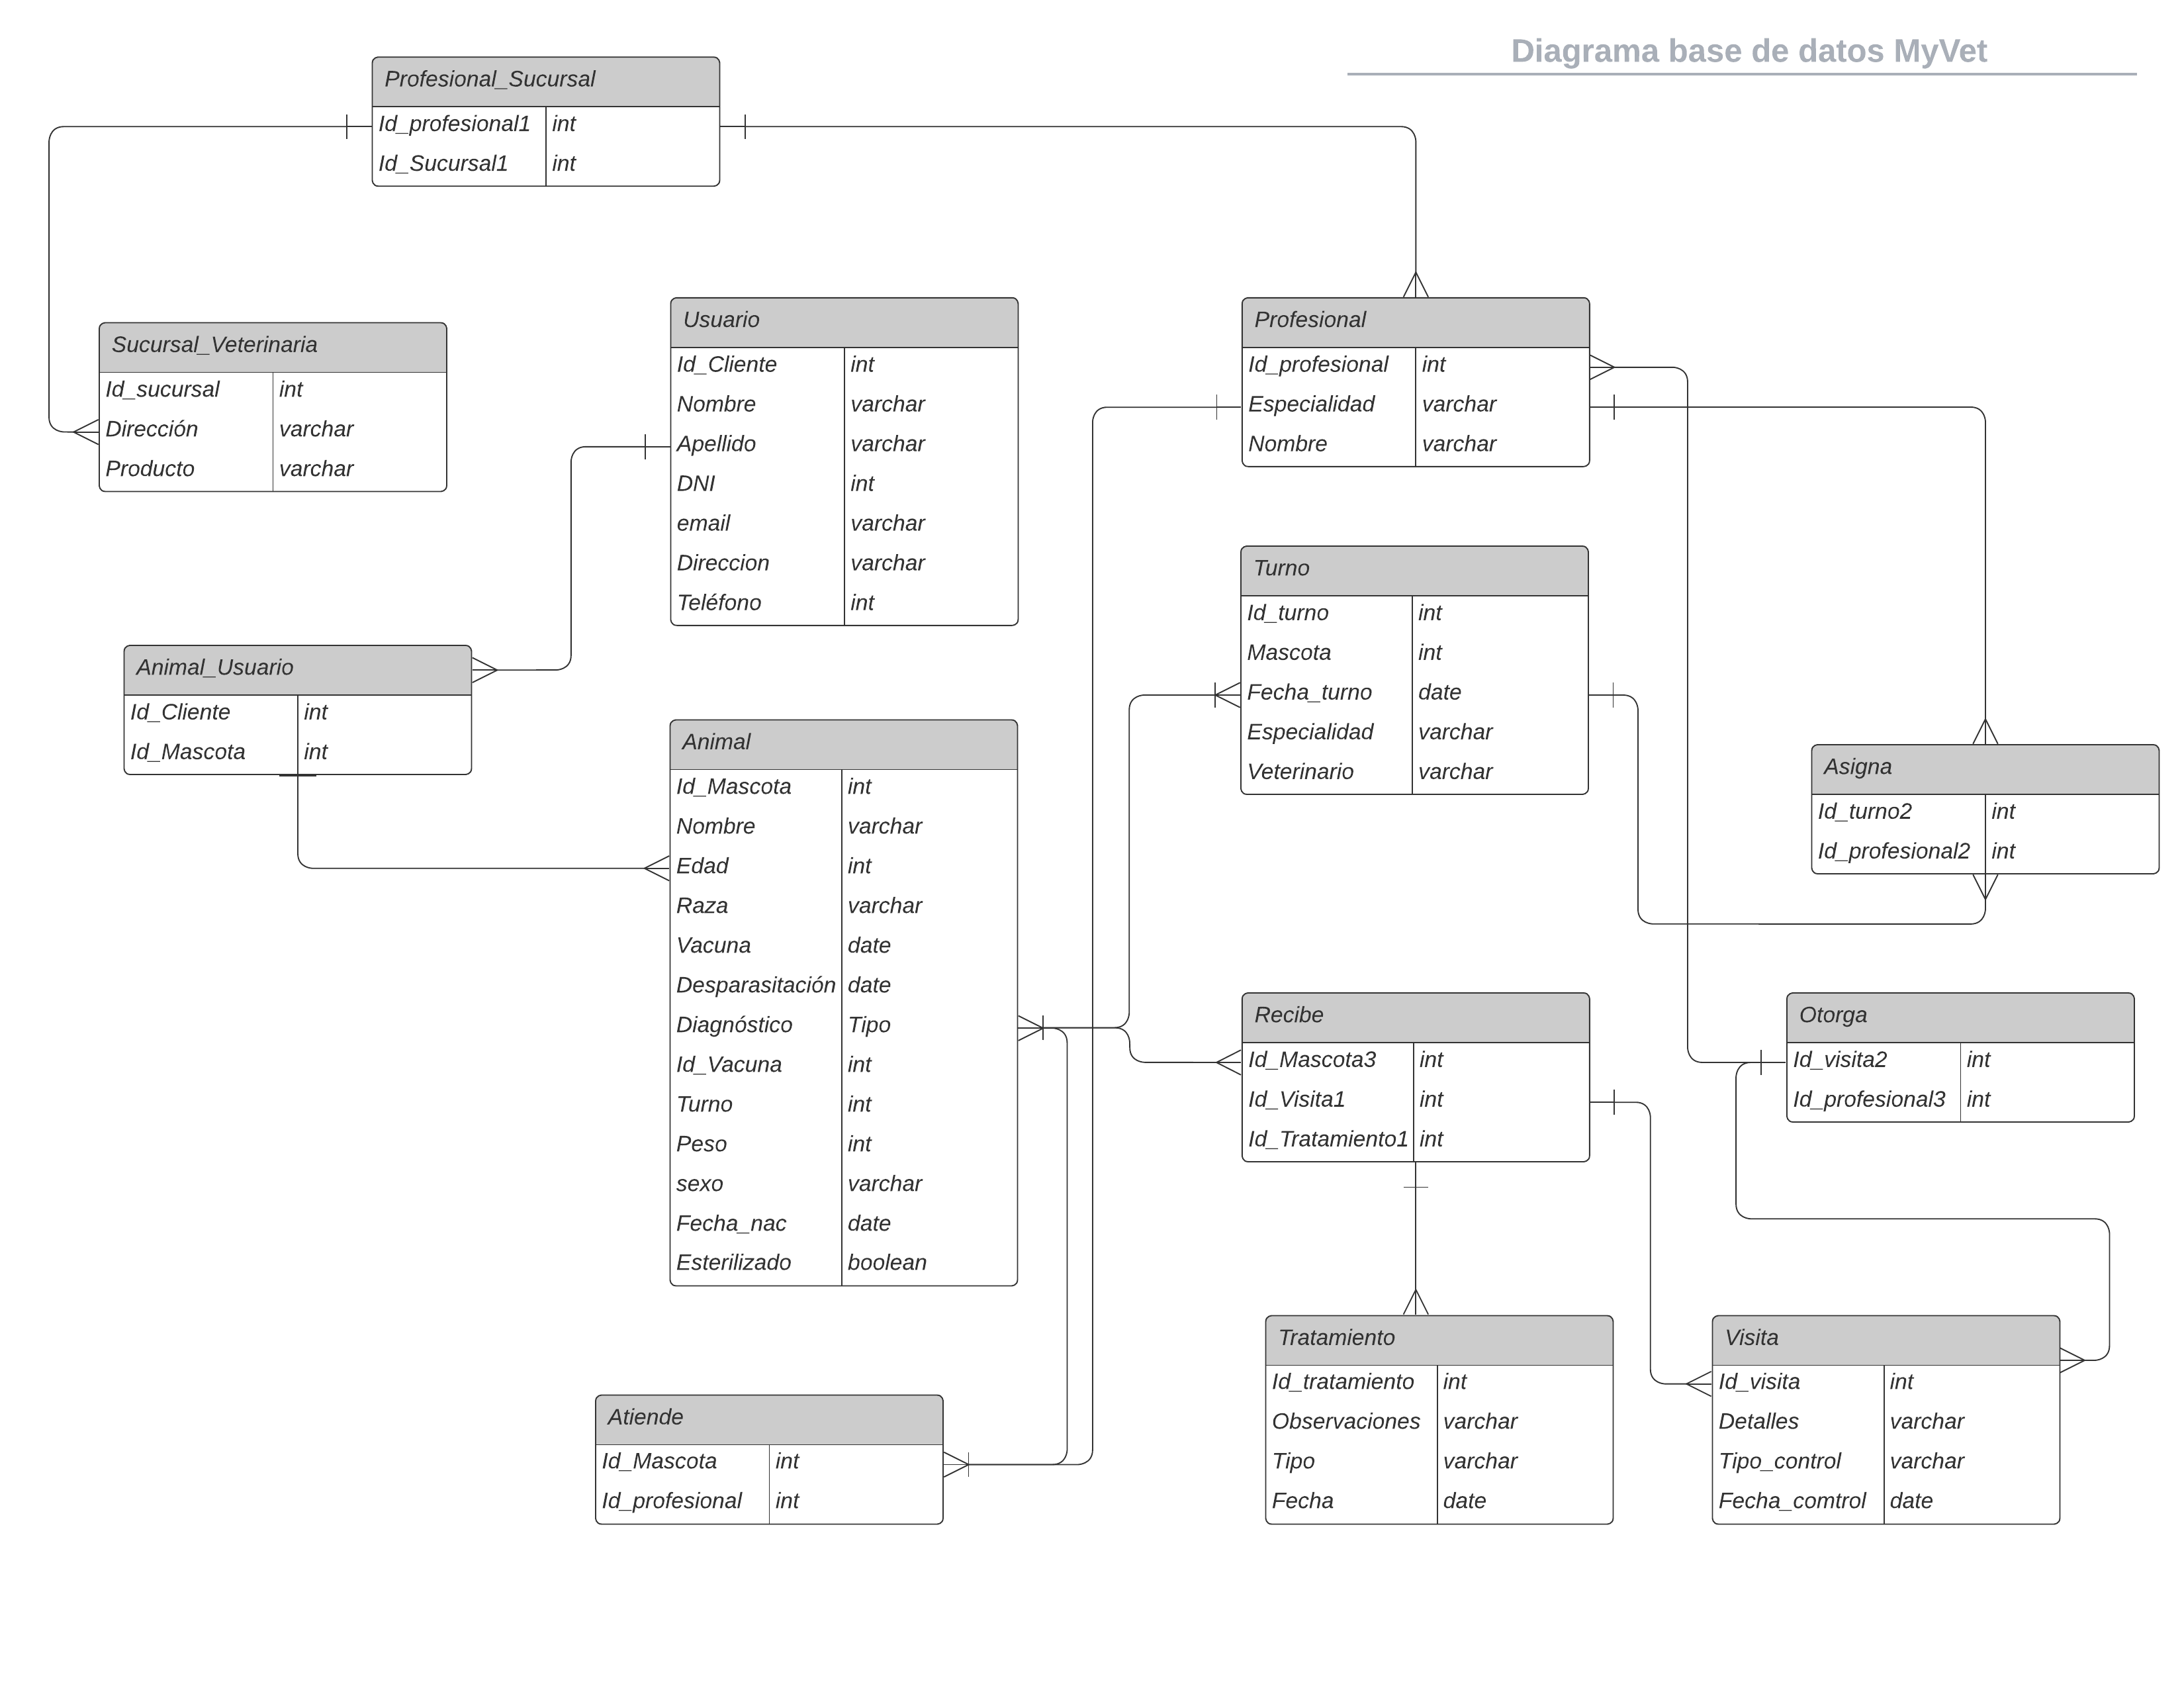 Diagrama base de datos MyVet
Profesional_Sucursal
Id_profesional1 int
Id_Sucursal1 int
Sucursal_Veterinaria
Id_sucursal int
Dirección varchar
Producto varchar
Usuario
Id_Cliente int
Nombre varchar
Apellido varchar
DNI int
email varchar
Direccion varchar
Teléfono int
Profesional
Id_profesional int
Especialidad varchar
Nombre varchar
Turno
Id_turno int
Mascota int
Fecha_turno date
Especialidad varchar
Veterinario varchar
Animal_Usuario
Id_Cliente int
Id_Mascota int
Animal
Id_Mascota int
Nombre varchar
Edad int
Raza varchar
Vacuna date
Desparasitación date
Diagnóstico Tipo
Id_Vacuna int
Turno int
Peso int
sexo varchar
Fecha_nac date
Esterilizado boolean
Asigna
Id_turno2 int
Id_profesional2 int
Recibe
Id_Mascota3 int
Id_Visita1 int
Id_Tratamiento1 int
Otorga
Id_visita2 int
Id_profesional3 int
Atiende
Id_Mascota int
Id_profesional int
Tratamiento
Id_tratamiento int
Observaciones varchar
Tipo varchar
Fecha date
Visita
Id_visita int
Detalles varchar
Tipo_control varchar
Fecha_comtrol date